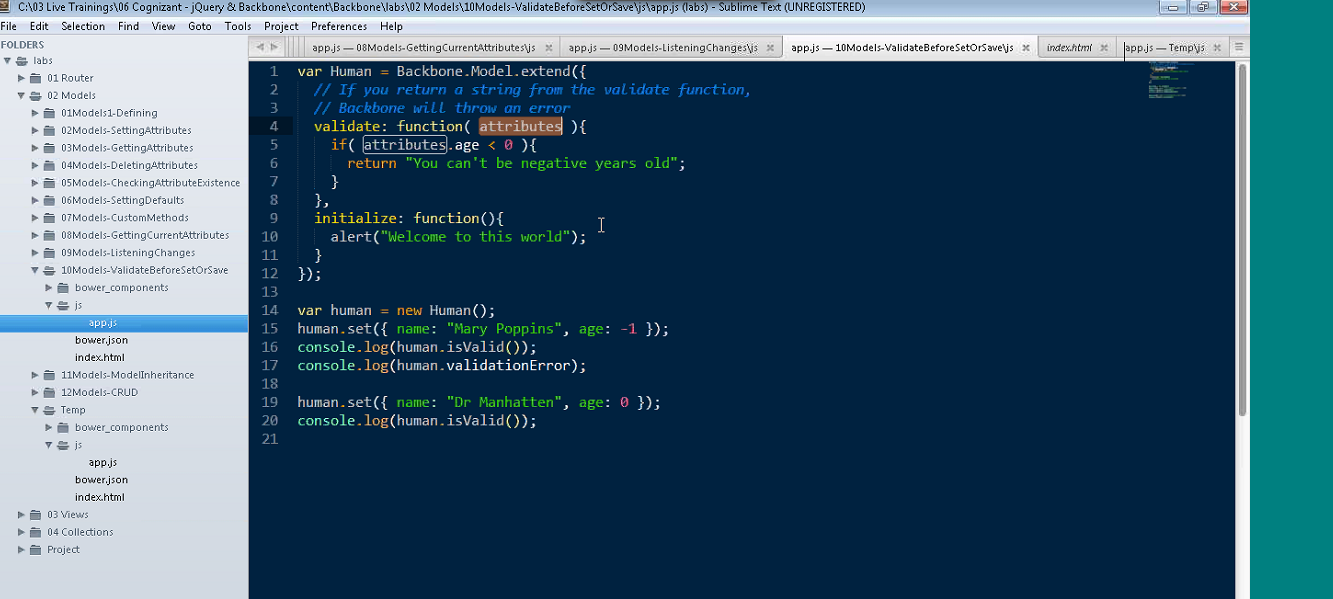 C:\03 Live Trainings\06 Cognizant - jQuery & Backbone\content\Backbone\labs\02 Models\10Models-ValidateBeforeSetOrSave\js\app.js (labs) - Sublime Text (UNREGISTERED)
File Edit Selection Find View Goto Tools Project Preferences Help
FOLDERS
labs
01 Router
02 Models
01Models1-Defining
02Models-SettingAttributes
03Models-GettingAttributes
04Models-DeletingAttributes
05Models-CheckingAttributeExistence
06Models-SettingDefaults
07Models-CustomMethods
08Models-GettingCurrentAttributes
09Models-ListeningChanges
10Models-ValidateBeforeSetOrSave
bower_components
js
app.js
bower.json
index.html
11Models-ModelInheritance
12Models-CRUD
Temp
bower_components
js
app.js
bower.json
index.html
03 Views
04 Collections
Project
app.js — 08Models-GettingCurrentAttributes\js app.js — 09Models-ListeningChanges\js app.js — 10Models-ValidateBeforeSetOrSave\js index.html app.js — Temp\js
1 var Human = Backbone.Model.extend({
2 // If you return a string from the validate function,
3 // Backbone will throw an error
4 validate: function( attributes ){
5 if( attributes.age < 0 ){
6 return "You can't be negative years old";
7 }
8 },
9 initialize: function(){
10 alert("Welcome to this world");
11 }
12 });
13
14 var human = new Human();
15 human.set({ name: "Mary Poppins", age: -1 });
16 console.log(human.isValid());
17 console.log(human.validationError);
18
19 human.set({ name: "Dr Manhatten", age: 0 });
20 console.log(human.isValid());
21